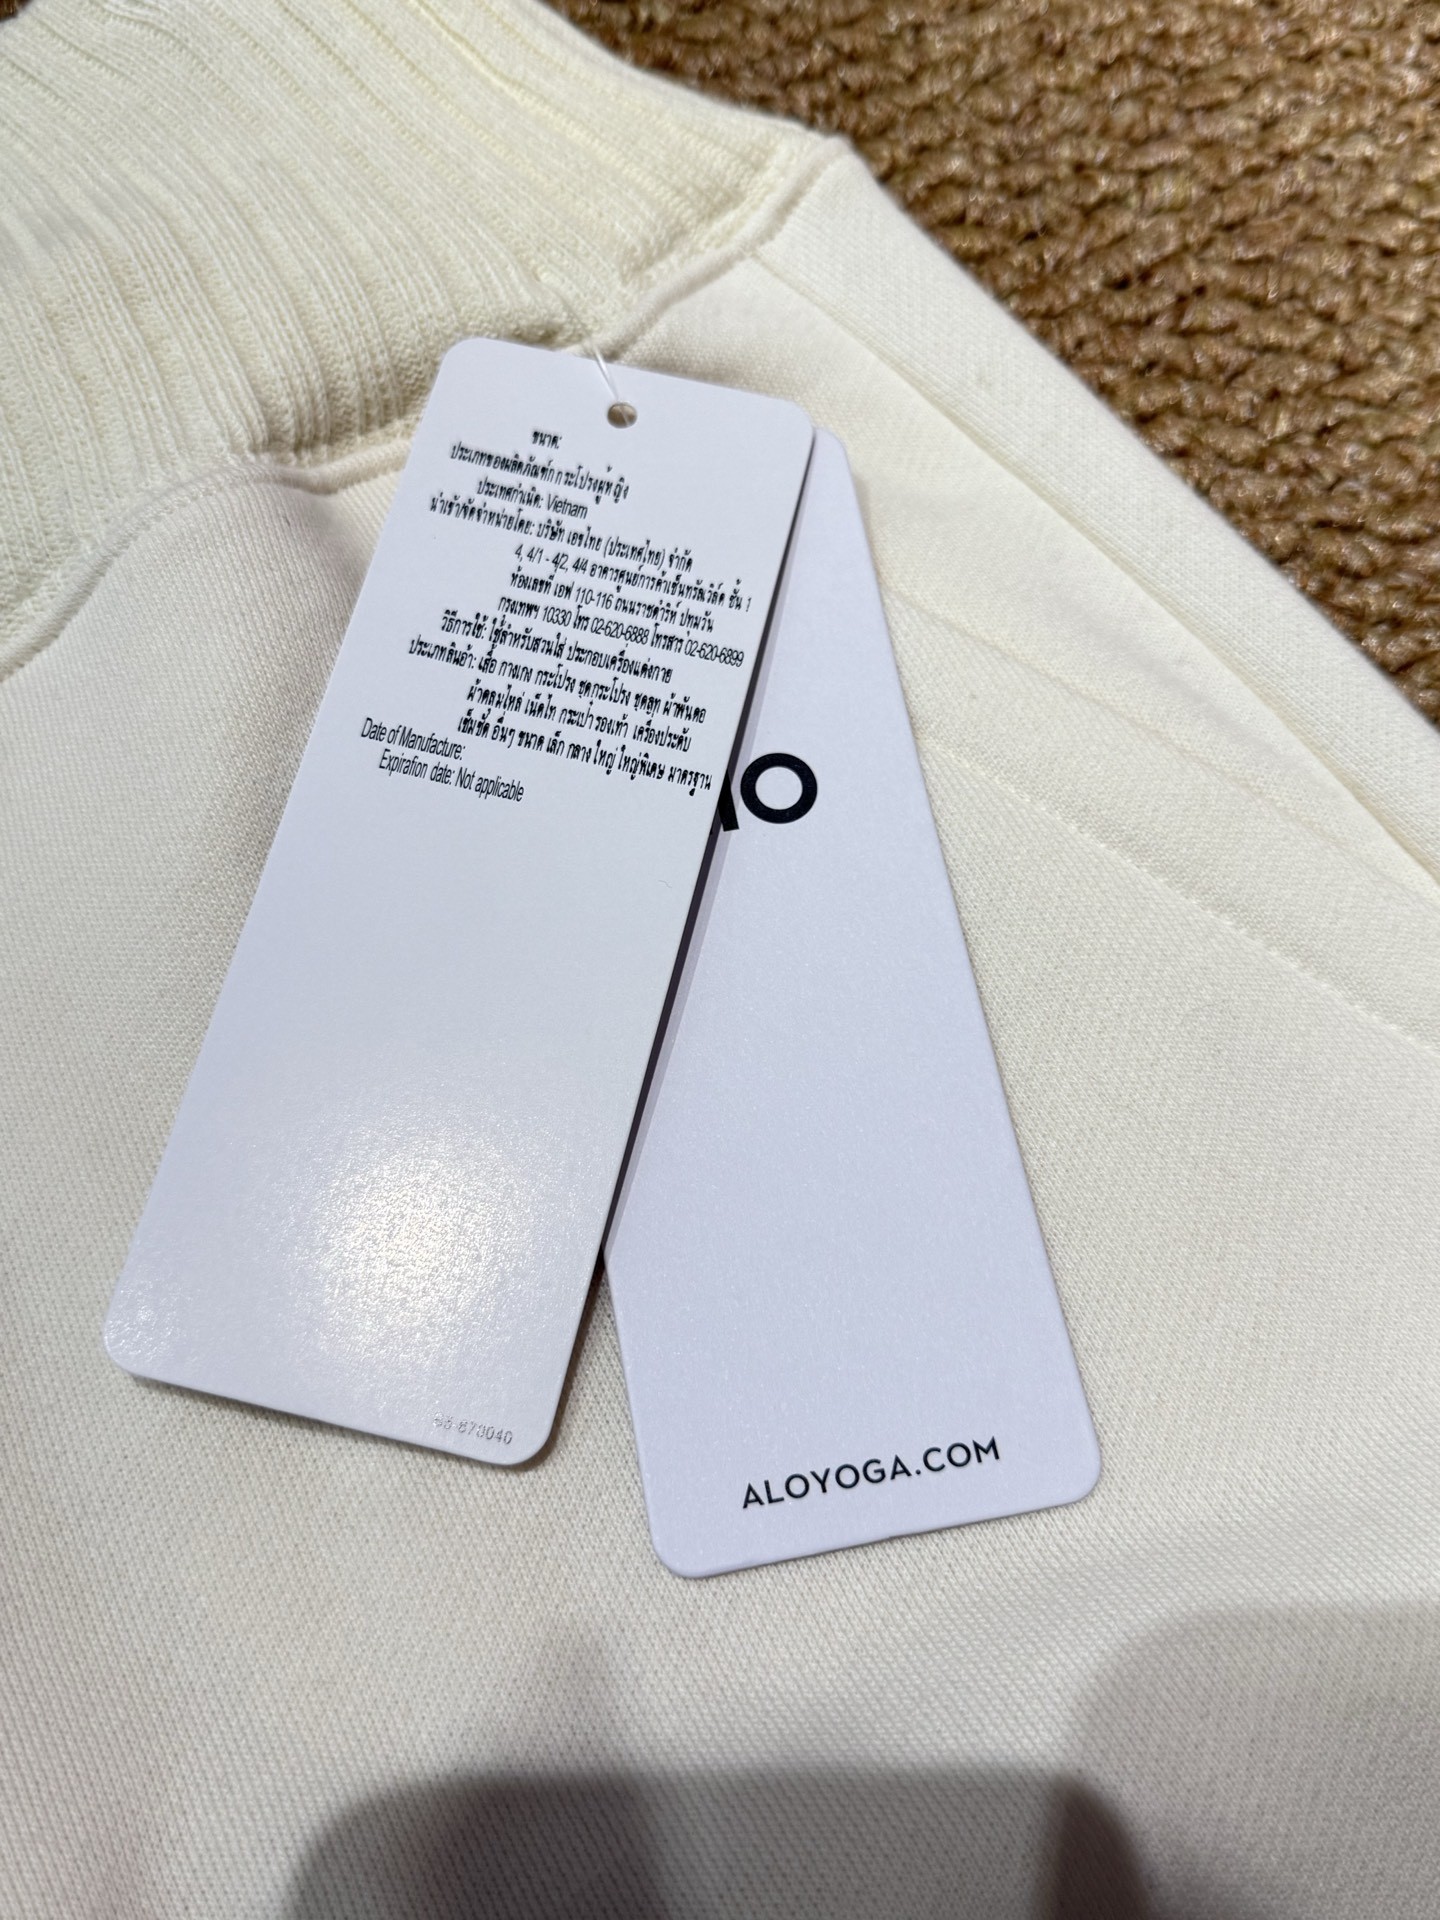 ขนาด:
ประเภทของผลิตภัณฑ์กกระโปรงผู้หญิง
ประเทศกำเนิด: Vietnam
นำเข้า/จัดจำหน่ายโดย: บริษัท เอชไทย (ประเทศไทย) จำกัด
4, 4/1 - 4/2, 4/4 อาคารศูนย์การค้าเซ็นทรัลเวิลด์ ชั้น 1
ห้องเลขที่ เอฟ 110-116 ถนนราชดำริห์ ปทุมวัน
กรุงเทพฯ 10330 โทร 02-620-6888 โทรสาร 02-620-6899
วิธีการใช้: ใช้สำหรับสวมใส่ ประกอบเครื่องแต่งกาย
ประเภทสินค้า: เสื้อ กางเกง กระโปรง ชุดกระโปรง ชุดสูท ผ้าพันคอ
ผ้าคลุมไหล่ เน็คไท กระเป๋า รองเท้า เครื่องประดับ
เข็มขัด อื่นๆ ขนาด เล็ก กลาง ใหญ่ ใหญ่พิเศษ มาตรฐาน
Date of Manufacture:
Expiration date: Not applicable
ALOYOGA.COM